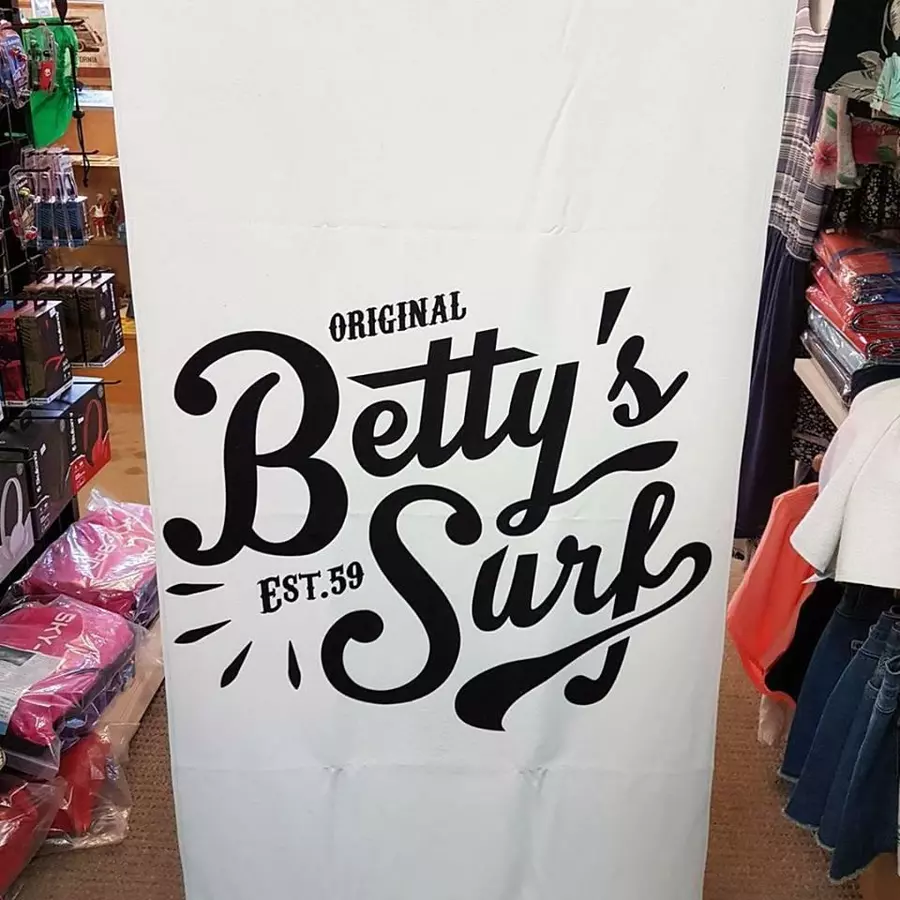 ORIGINAL
Betty's
Surf
EST.59